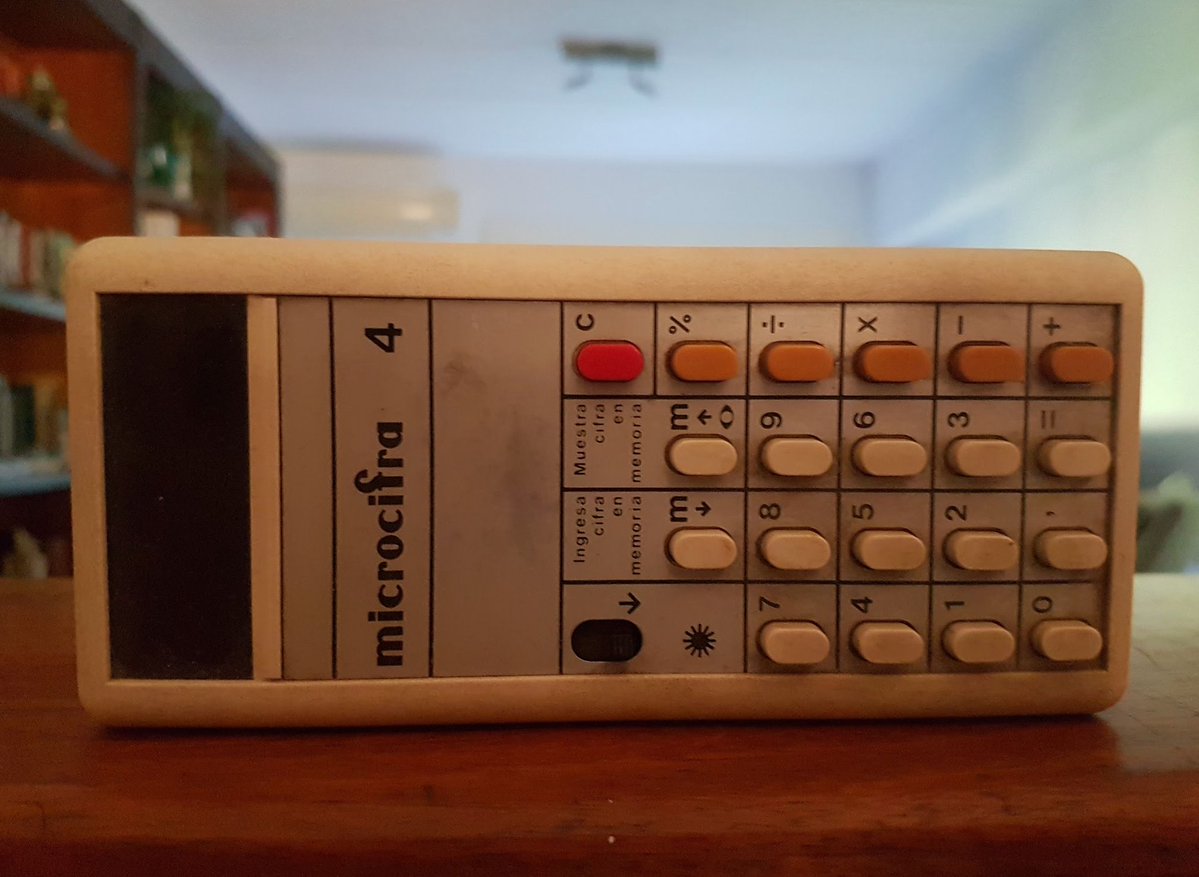 microcifra 4
Ingresa
cifra
en
memoria
Muestra
cifra
en
memoria
C
m ←
m →
%
7 8 9 ÷
4 5 6 x
1 2 3 −
0 , = +